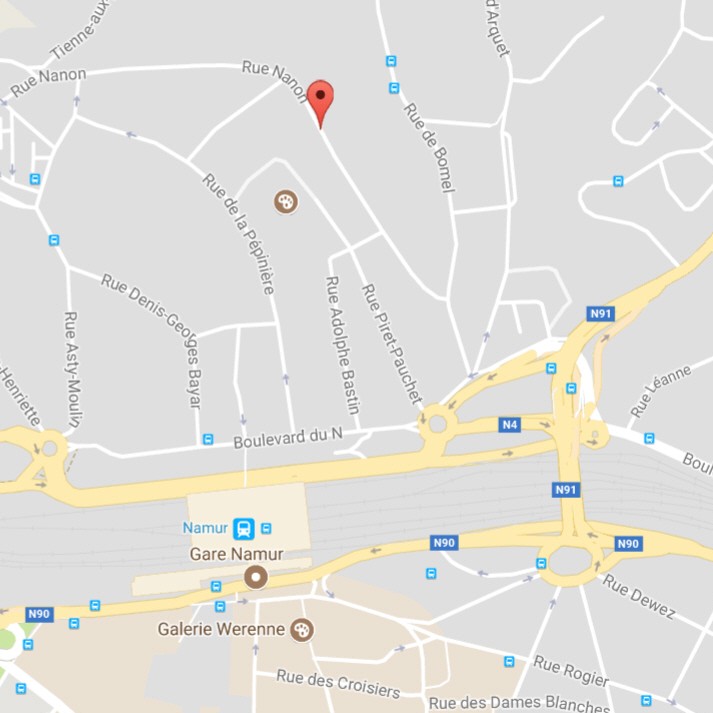 Tienne-aux-
d'Arquet
Rue Nanon
Rue Nanon
Rue de Bomel
Rue de la Pépinière
Rue Denis-Georges Bayar
Rue Adolphe Bastin
Rue Piret-Pauchet
Rue Asty-Moulin
-Henriette
N91
Rue Léanne
Boulevard du N
N4
Boul
N91
Namur
Gare Namur
N90
N90
Rue Dewez
N90
Galerie Werenne
Rue Rogier
Rue des Croisiers
Rue des Dames Blanches